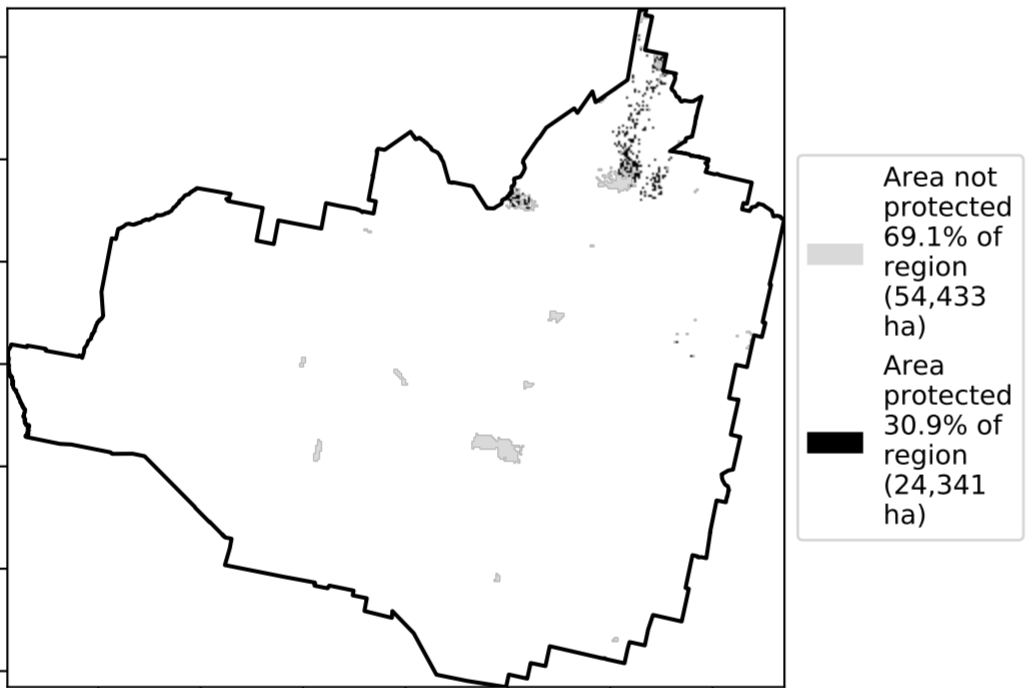 Area not
protected
69.1% of
region
(54,433
ha)
Area
protected
30.9% of
region
(24,341
ha)